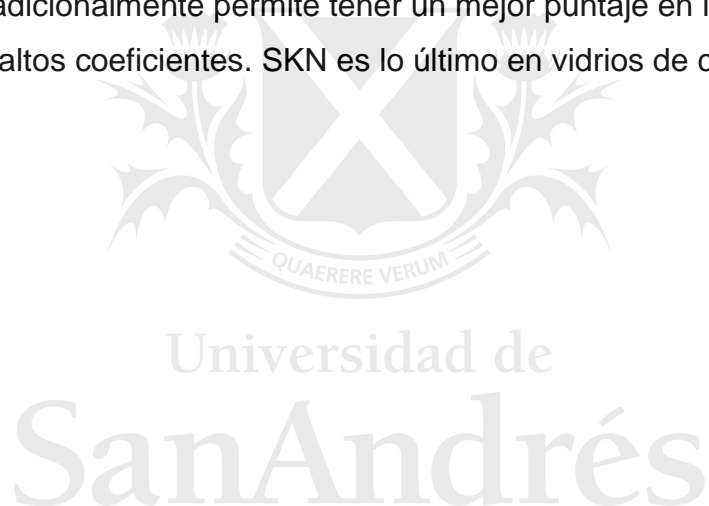 adicionalmente permite tener un mejor puntaje en l
altos coeficientes. SKN es lo último en vidrios de c
QUAERERE VERUM
Universidad de
SanAndrés